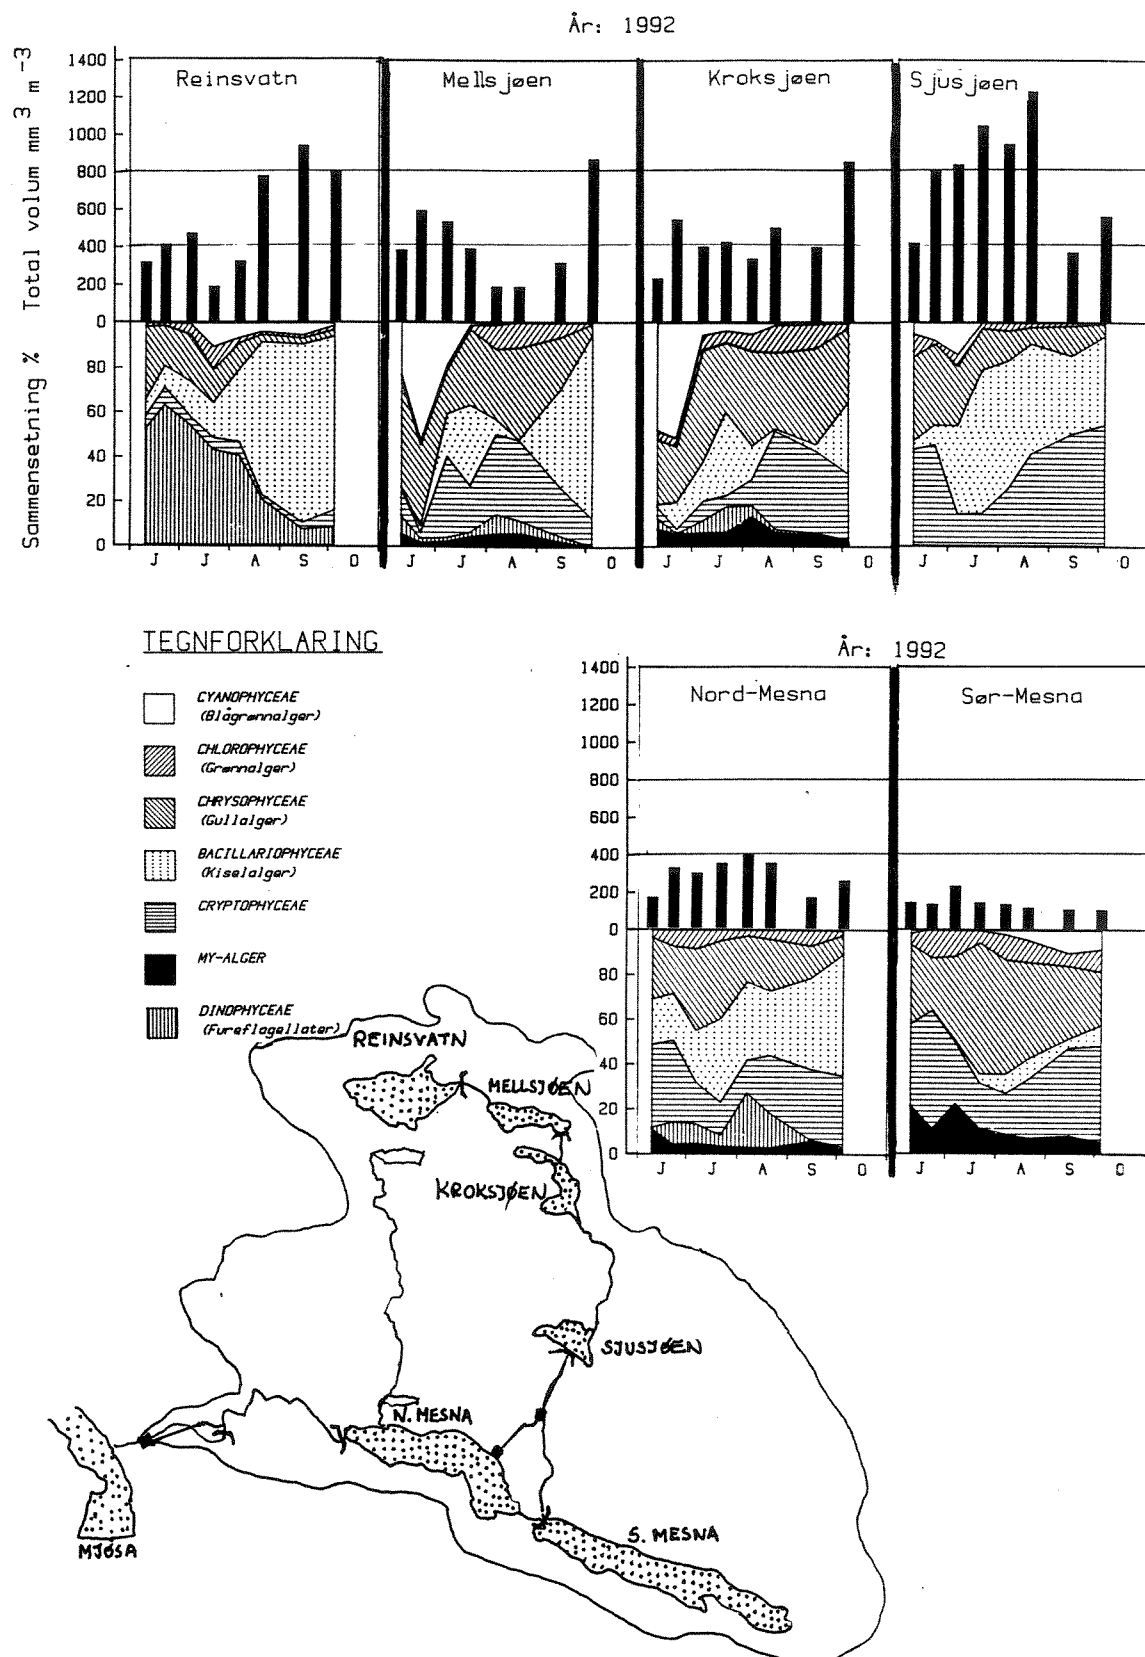 År: 1992
Total volum mm 3 m -3
1400
1200
1000
800
600
400
200
0
Reinsvatn
Mellsjøen
Kroksjøen
Sjusjøen
Sammensetning %
80
60
40
20
0
J J A S O
J J A S O
J J A S O
J J A S O
TEGNFORKLARING
CYANOPHYCEAE
(Blågrønnalger)
CHLOROPHYCEAE
(Grønnalger)
CHRYSOPHYCEAE
(Gullalger)
BACILLARIOPHYCEAE
(Kiselalger)
CRYPTOPHYCEAE
MY-ALGER
DINOPHYCEAE
(Fureflagellater)
År: 1992
1400
1200
1000
800
600
400
200
0
Nord-Mesna
Sør-Mesna
80
60
40
20
0
J J A S O
J J A S O
REINSVATN
MELLSJØEN
KROKSJØEN
SJUSJØEN
N. MESNA
S. MESNA
MJØSA